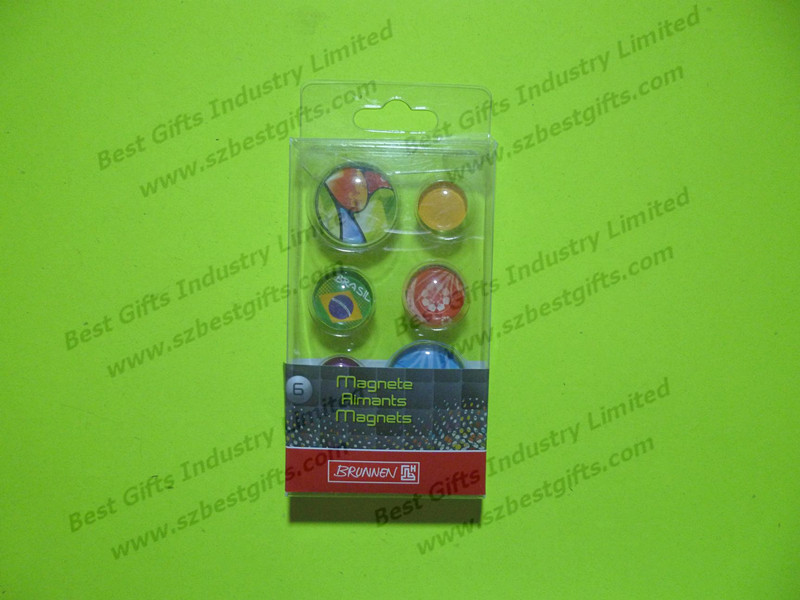 Best Gifts Industry Limited
www.szbestgifts.com
Best Gifts Industry Limited
www.szbestgifts.com
BRASIL
Best Gifts Industry Limited
www.szbestgifts.com
Best Gifts Industry Limited
www.szbestgifts.com
6
Magnete
Aimants
Magnets
BRUNNEN
Best Gifts Industry Limited
www.szbestgifts.com
Best Gifts Industry Limited
www.szbestgifts.com